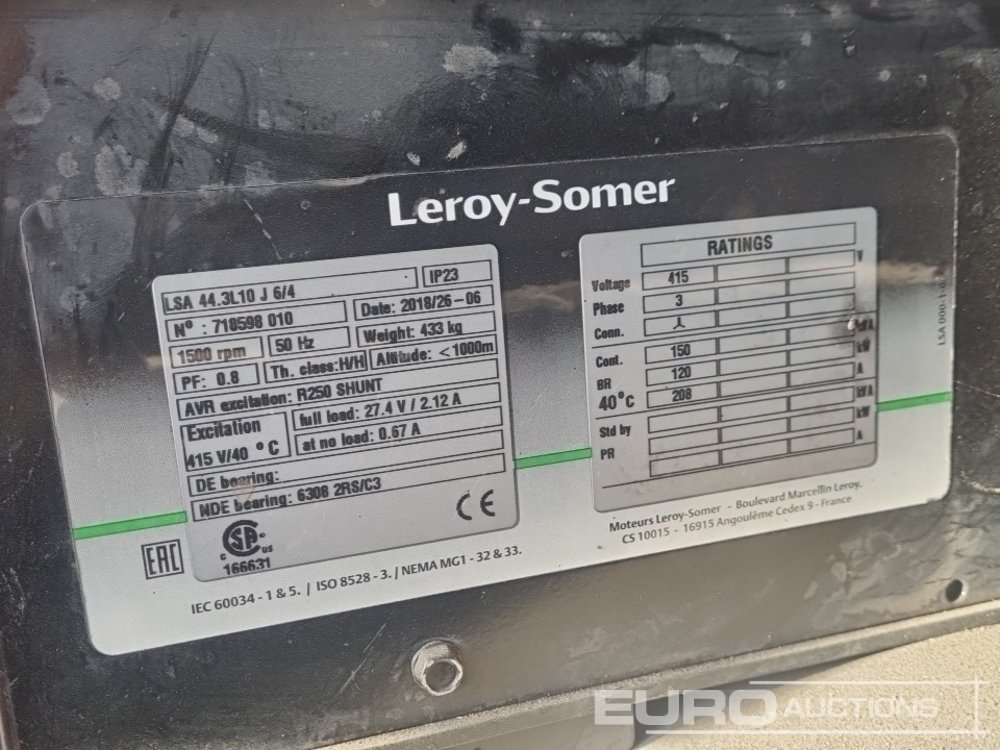 Leroy-Somer
LSA 44.3L10 J 6/4
IP23
N° : 718598 010
Date: 2018/26-06
1500 rpm
50 Hz
Weight: 433 kg
PF: 0.8
Th. class:H/H
Altitude: <1000m
AVR excitation: R250 SHUNT
Excitation
415 V/40 °C
full load: 27.4 V / 2.12 A
at no load: 0.67 A
DE bearing:
NDE bearing: 6308 2RS/C3
EAC
C SA US
166631
CE
IEC 60034 - 1 & 5. / ISO 8528 - 3. / NEMA MG1 - 32 & 33.
RATINGS
Voltage 415 V
Phase 3
Conn.
Cont. 150 kVA
BR 120 kW
40°C 208 A
Std by kVA
PR kW
A
Moteurs Leroy-Somer - Boulevard Marcellin Leroy.
CS 10015 - 16915 Angoulême Cedex 9 - France
EURO AUCTIONS